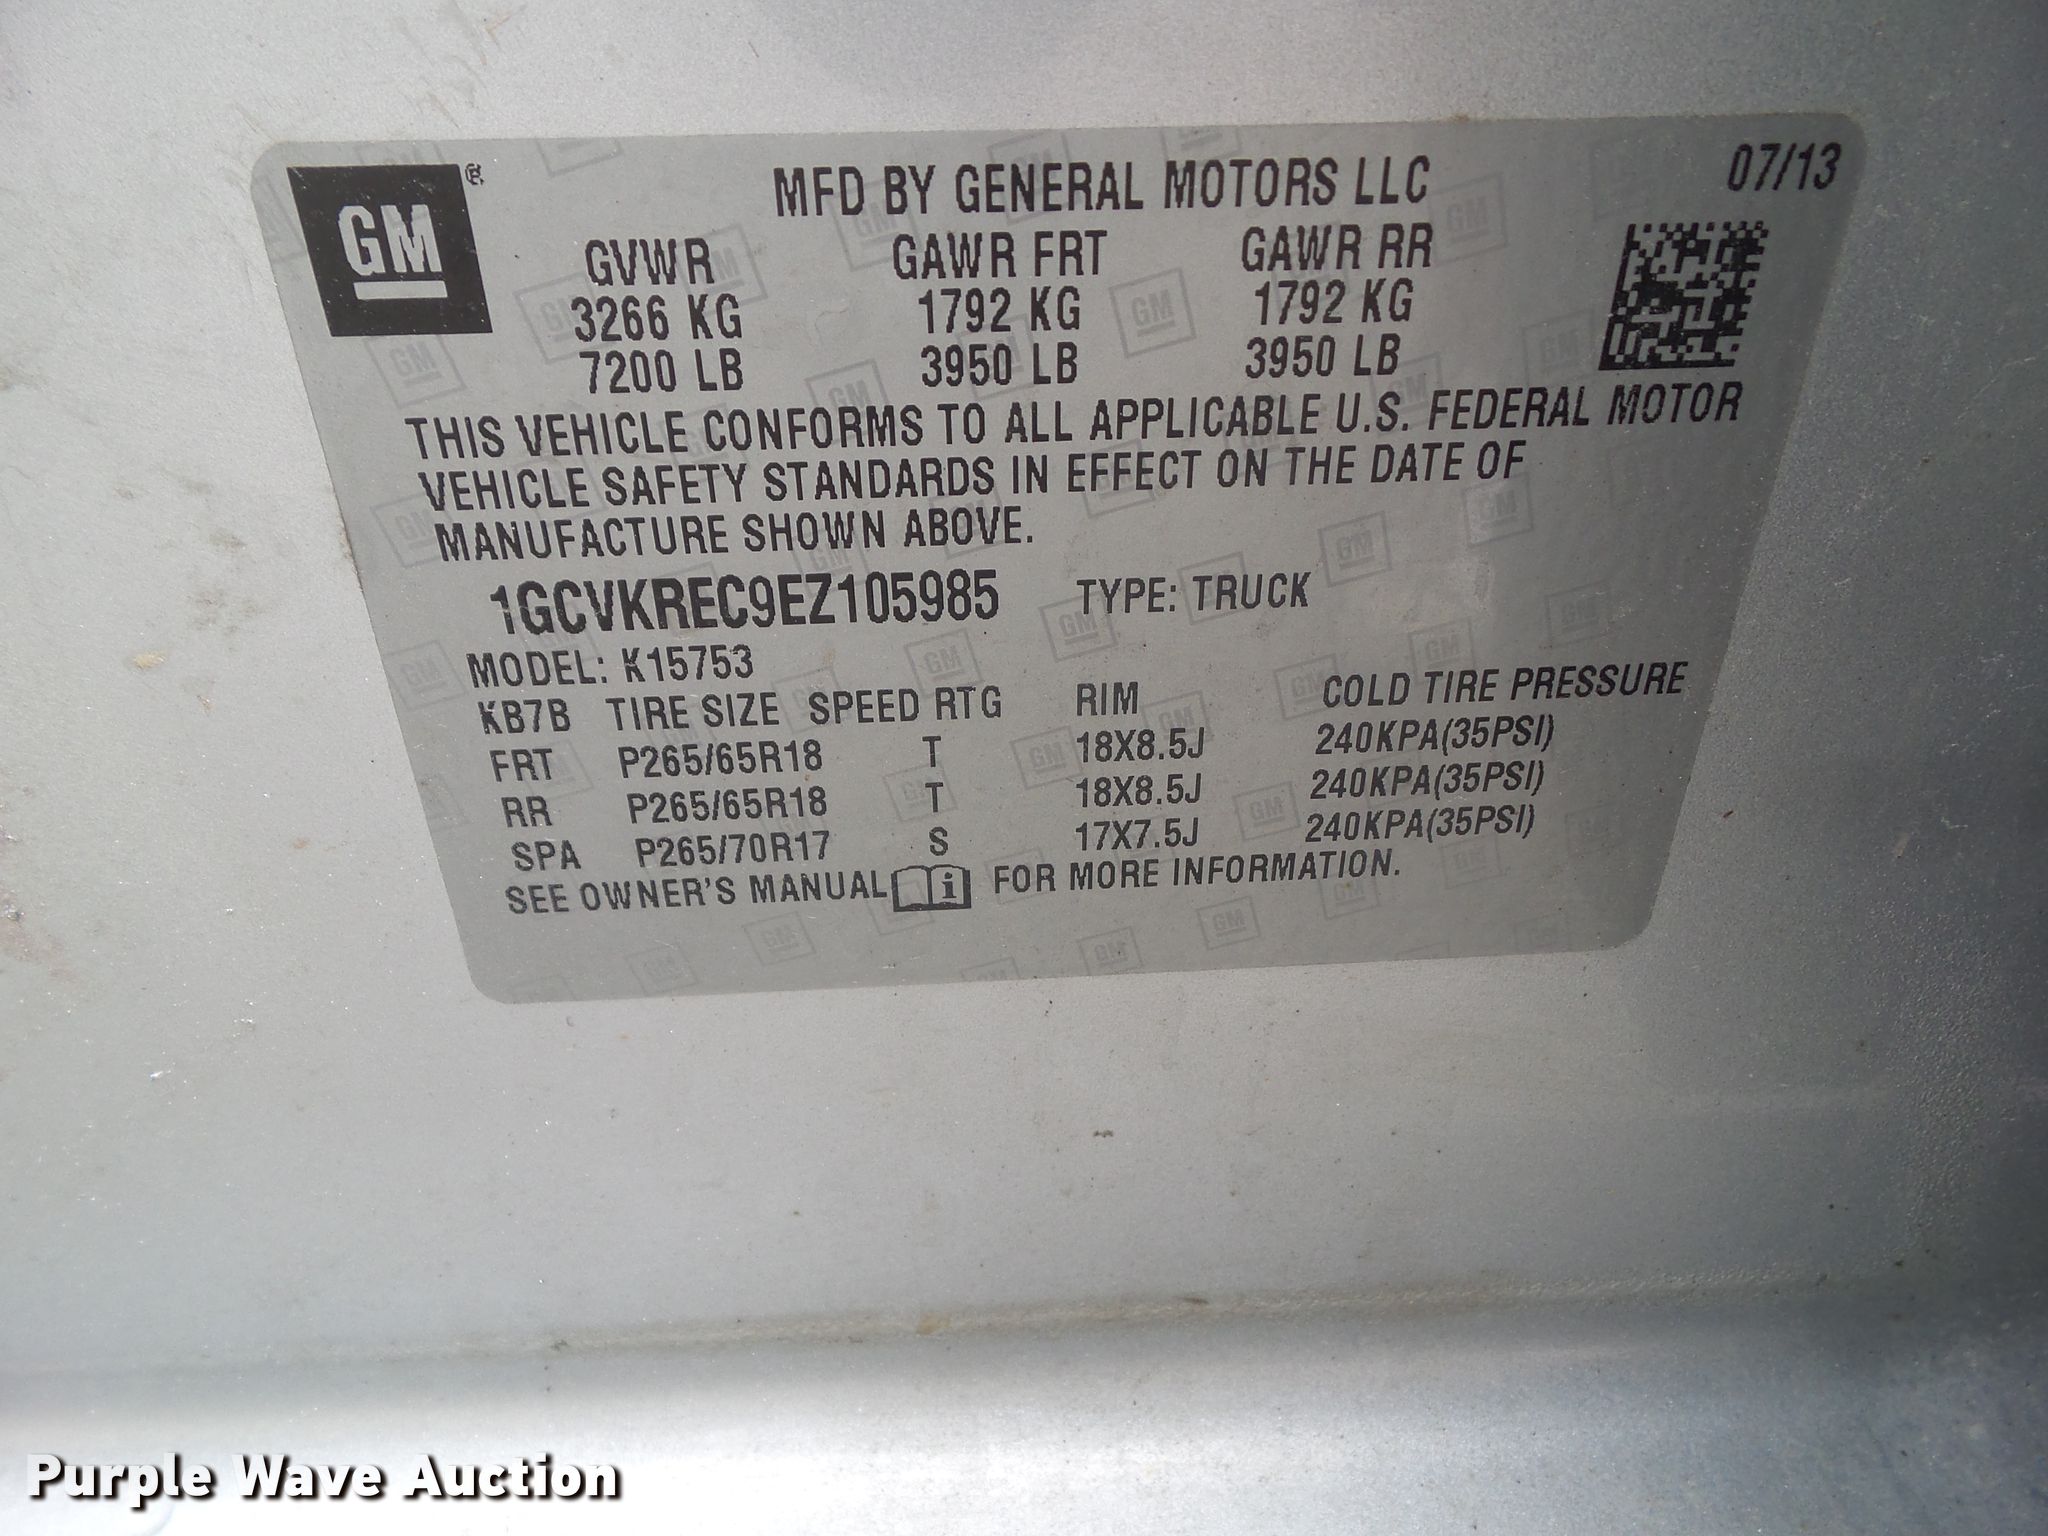 GM ®
MFD BY GENERAL MOTORS LLC 07/13
GVWR GAWR FRT GAWR RR
3266 KG 1792 KG 1792 KG
7200 LB 3950 LB 3950 LB
THIS VEHICLE CONFORMS TO ALL APPLICABLE U.S. FEDERAL MOTOR
VEHICLE SAFETY STANDARDS IN EFFECT ON THE DATE OF
MANUFACTURE SHOWN ABOVE.
1GCVKREC9EZ105985 TYPE: TRUCK
MODEL: K15753
KB7B TIRE SIZE SPEED RTG RIM COLD TIRE PRESSURE
FRT P265/65R18 T 18X8.5J 240KPA(35PSI)
RR P265/65R18 T 18X8.5J 240KPA(35PSI)
SPA P265/70R17 S 17X7.5J 240KPA(35PSI)
SEE OWNER'S MANUAL i FOR MORE INFORMATION.
Purple Wave Auction